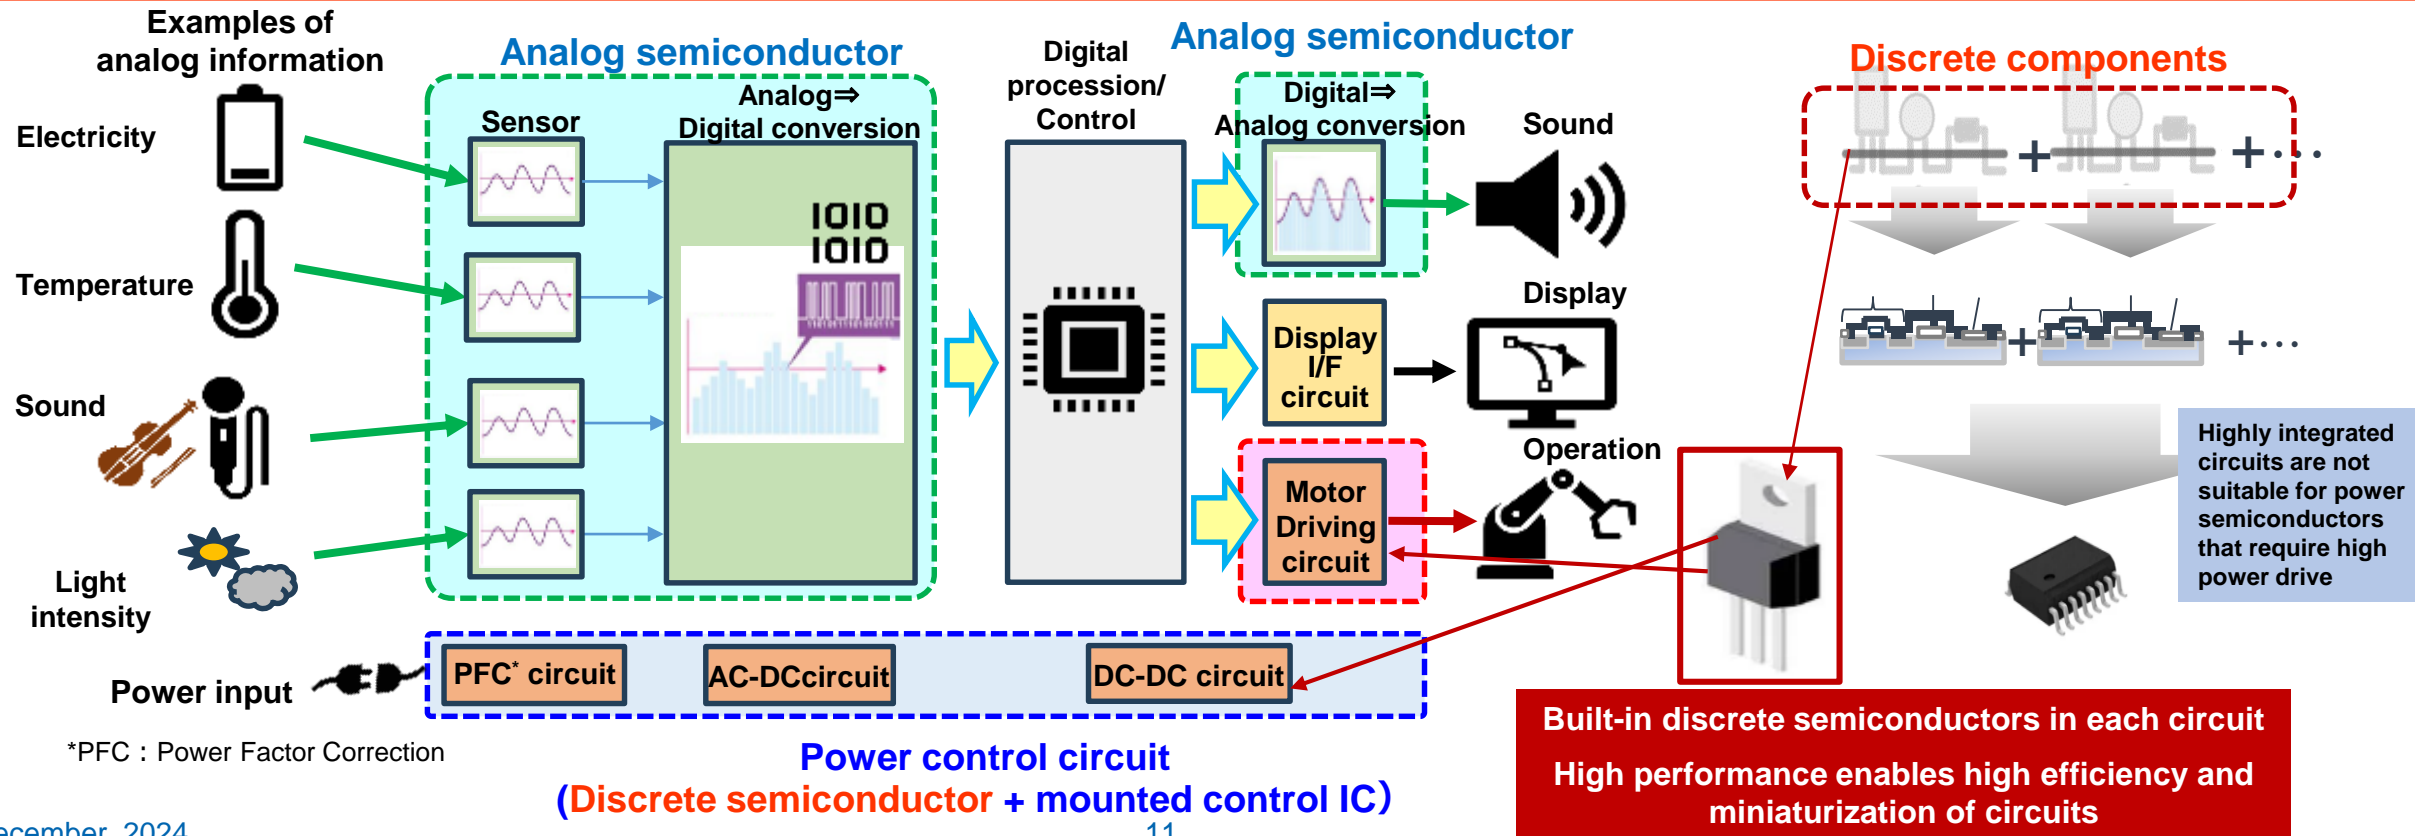 Examples of
analog information
Electricity
Temperature
Sound
Light
intensity
Power input
*PFC : Power Factor Correction
Analog semiconductor
Sensor
Analog⇒
Digital conversion
1010
1010
Digital
procession/
Control
Analog semiconductor
Digital⇒
Analog conversion
Sound
Display
I/F
circuit
Display
Motor
Driving
circuit
Operation
PFC* circuit
AC-DCcircuit
DC-DC circuit
Power control circuit
(Discrete semiconductor + mounted control IC)
Discrete components
+
+···
+
+···
Highly integrated
circuits are not
suitable for power
semiconductors
that require high
power drive
Built-in discrete semiconductors in each circuit
High performance enables high efficiency and
miniaturization of circuits
2024
11